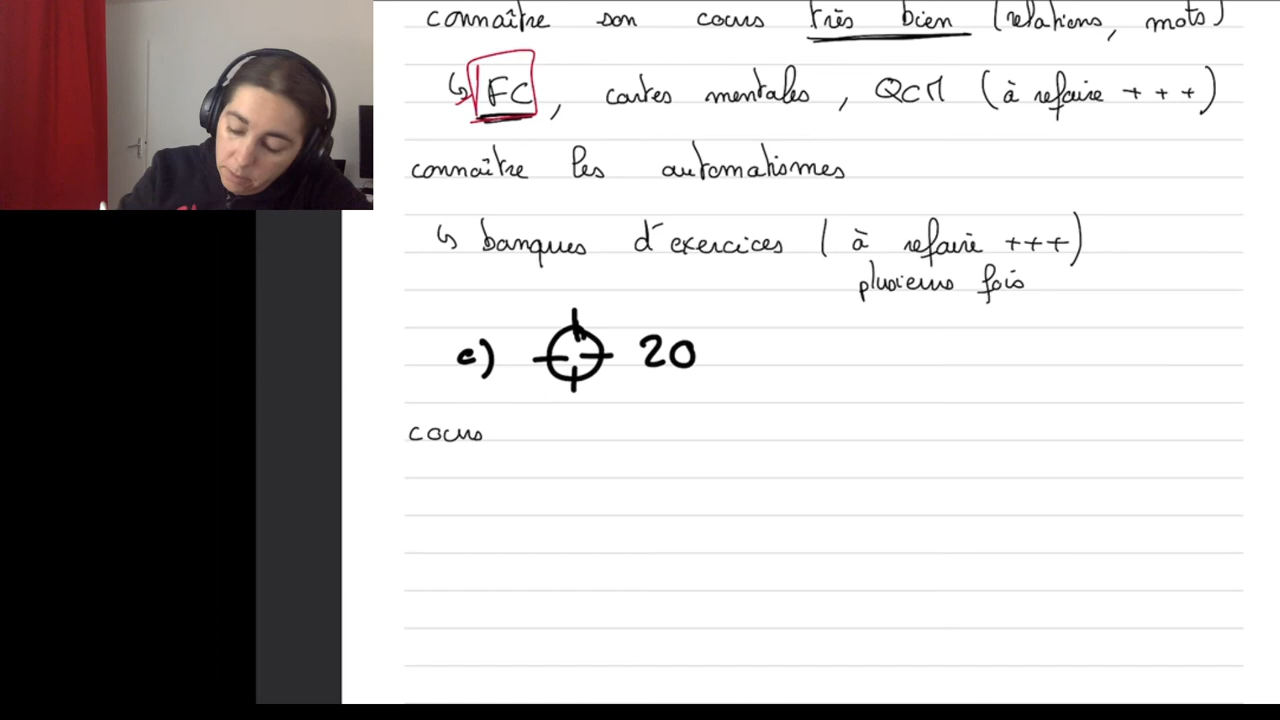 connaître son cours très bien (relations, mots)
↳ FC, cartes mentales, QCM (à refaire +++)
connaître les automatismes
↳ banques d'exercices (à refaire +++)
plusieurs fois
c) 20
cours